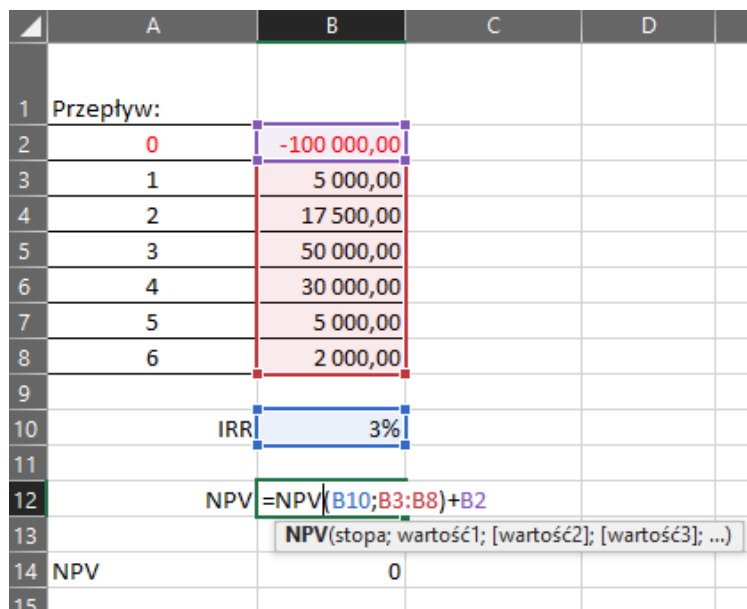 A B C D
1 Przepływ:
2 0 -100 000,00
3 1 5 000,00
4 2 17 500,00
5 3 50 000,00
6 4 30 000,00
7 5 5 000,00
8 6 2 000,00
9
10 IRR 3%
11
12 NPV =NPV(B10;B3:B8)+B2
13 NPV(stopa; wartość1; [wartość2]; [wartość3]; ...)
14 NPV 0
15